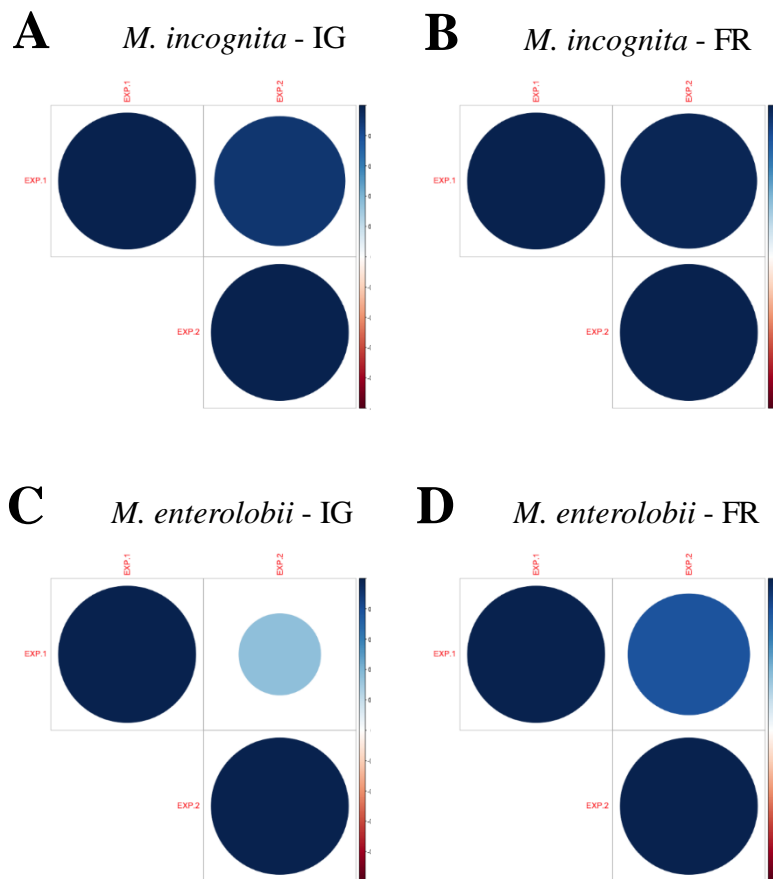 A
M. incognita - IG
B
M. incognita - FR
EXP.1
EXP.2
EXP.1
EXP.2
EXP.1
EXP.1
EXP.2
EXP.2
C
M. enterolobii - IG
D
M. enterolobii - FR
EXP.1
EXP.2
EXP.1
EXP.2
EXP.1
EXP.1
EXP.2
EXP.2